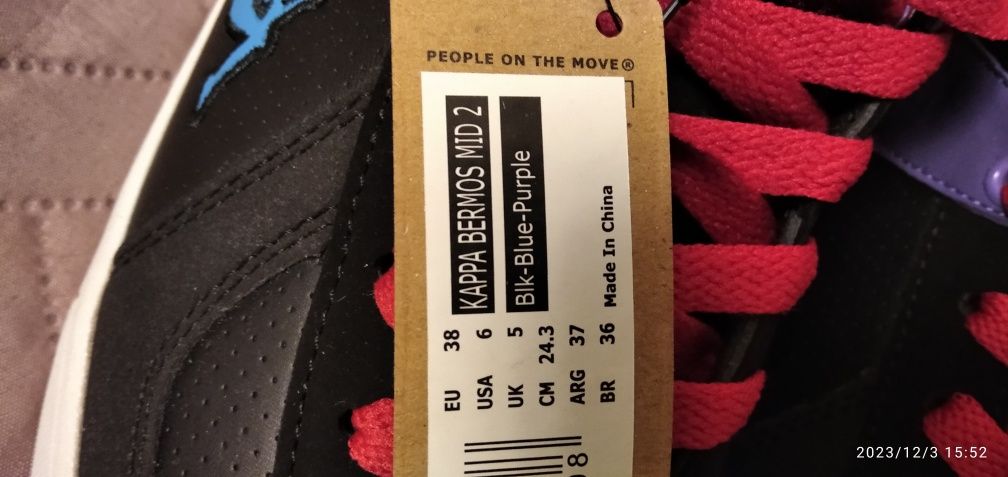 PEOPLE ON THE MOVE®
KAPPA BERMOS MID 2
Blk-Blue-Purple
Made In China
EU 38
USA 6
UK 5
CM 24.3
ARG 37
BR 36
2023/12/3 15:52